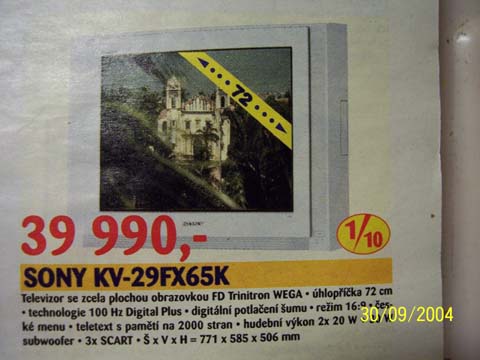 72
SONY
39 990,-
1/10
SONY KV-29FX65K
Televizor se zcela plochou obrazovkou FD Trinitron WEGA • úhlopříčka 72 cm
• technologie 100 Hz Digital Plus • digitální potlačení šumu • režim 16:9 • čes-
ké menu • teletext s pamětí na 2000 stran • hudební výkon 2x 20 W
subwoofer • 3x SCART • Š x V x H = 771 x 585 x 506 mm
30/09/2004